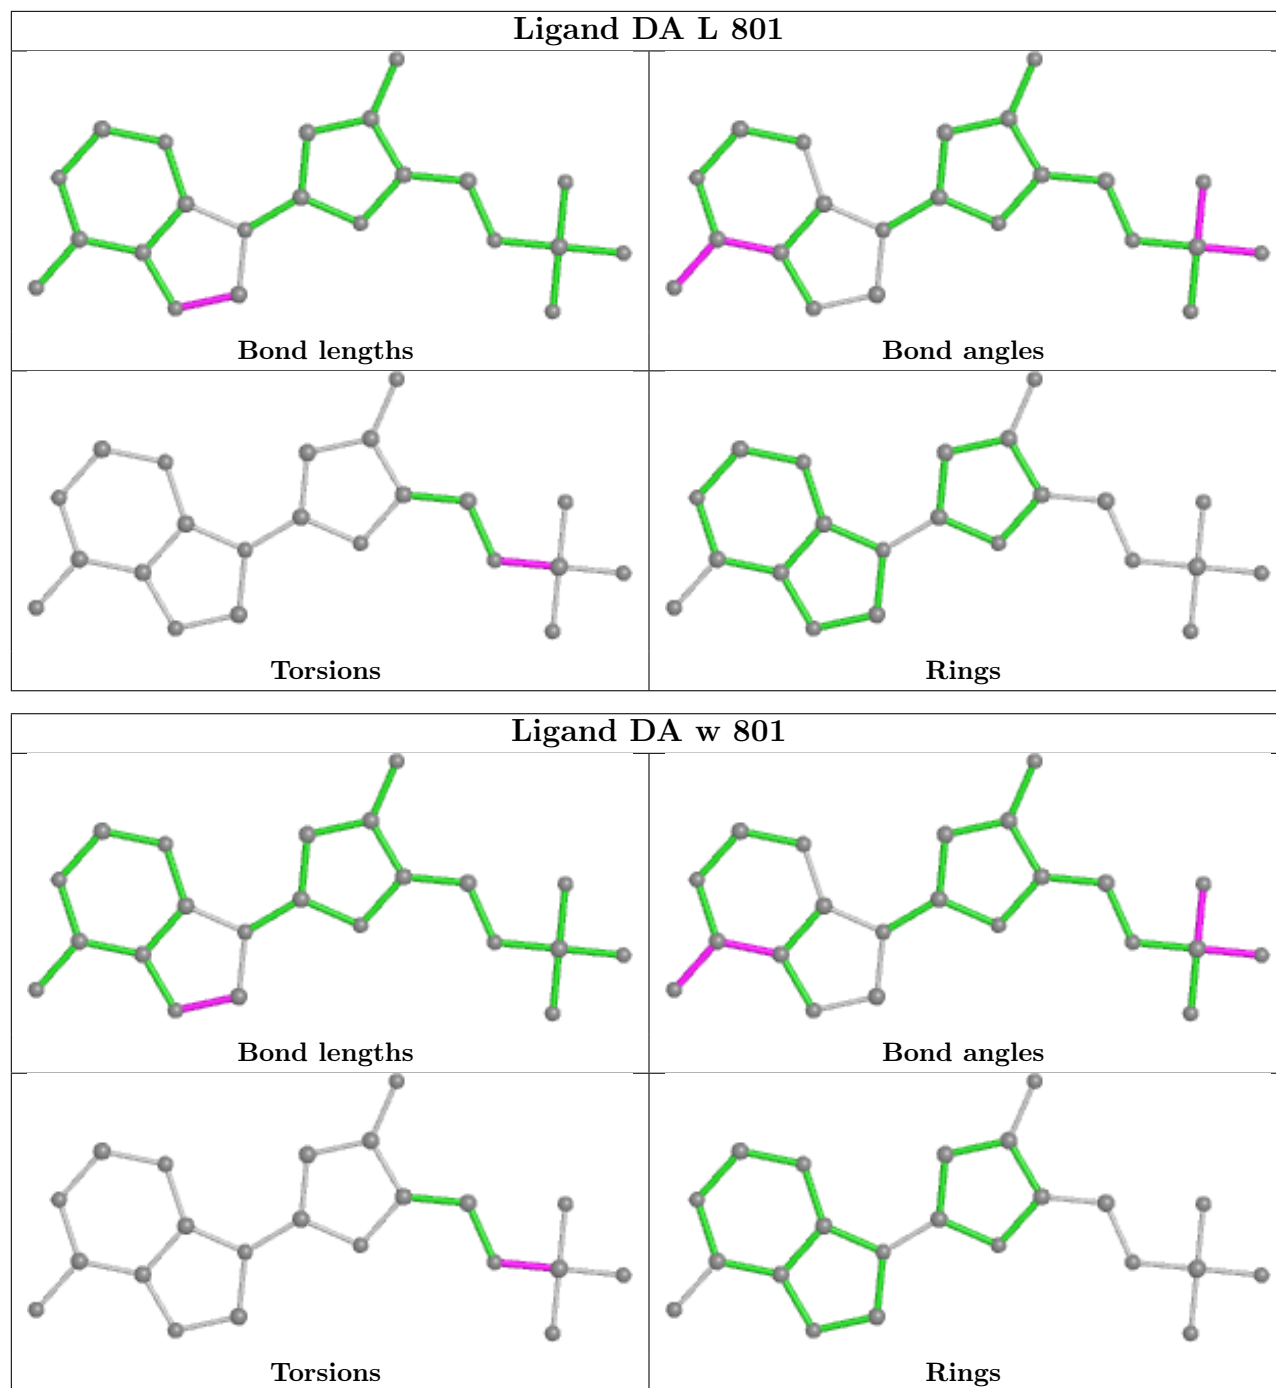 Ligand DA L 801
Bond lengths
Bond angles
Torsions
Rings
Ligand DA w 801
Bond lengths
Bond angles
Torsions
Rings